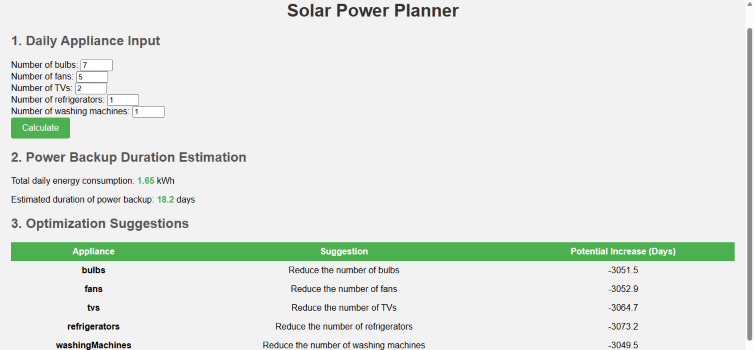 Solar Power Planner
1. Daily Appliance Input
Number of bulbs: 7
Number of fans: 5
Number of TVs: 2
Number of refrigerators: 1
Number of washing machines: 1
Calculate
2. Power Backup Duration Estimation
Total daily energy consumption: 1.65 kWh
Estimated duration of power backup: 18.2 days
3. Optimization Suggestions
Appliance Suggestion Potential Increase (Days)
bulbs Reduce the number of bulbs -3051.5
fans Reduce the number of fans -3052.9
tvs Reduce the number of TVs -3064.7
refrigerators Reduce the number of refrigerators -3073.2
washingMachines Reduce the number of washing machines -3049.5